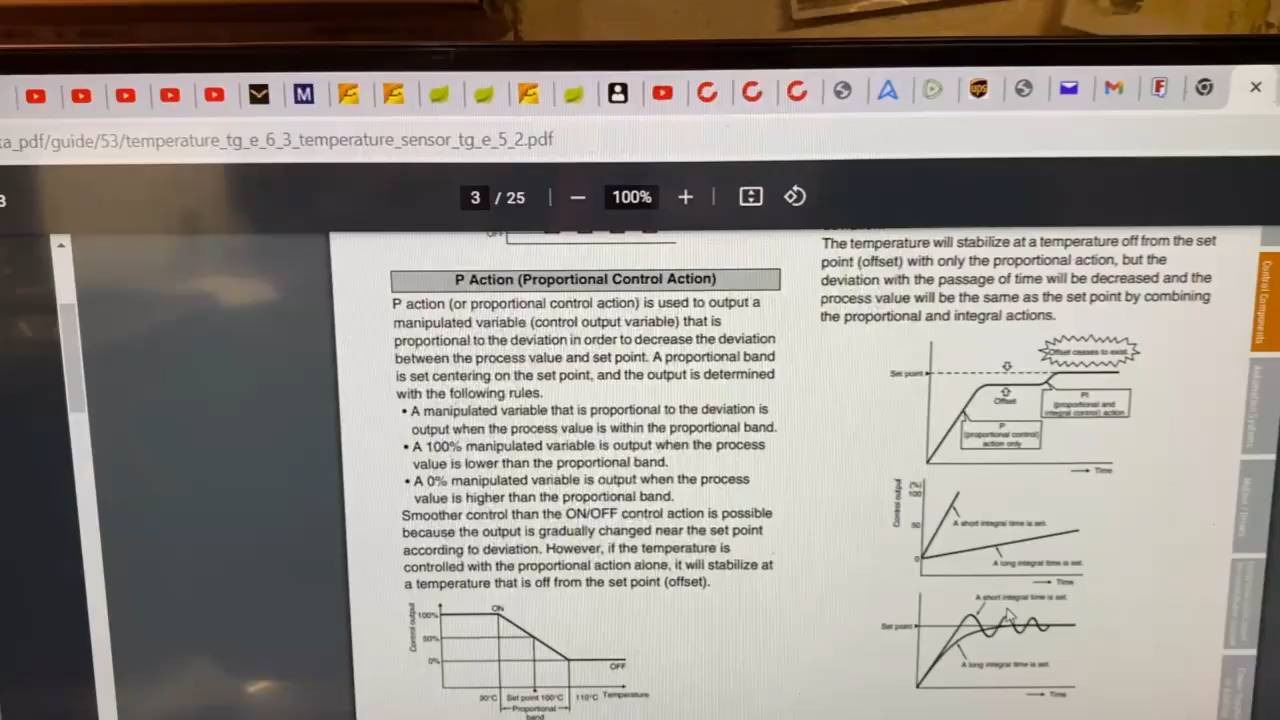 M
ups
F
ta_pdf/guide/53/temperature_tg_e_6_3_temperature_sensor_tg_e_5_2.pdf
3
3 / 25
100%
OFF
P Action (Proportional Control Action)
P action (or proportional control action) is used to output a
manipulated variable (control output variable) that is
proportional to the deviation in order to decrease the deviation
between the process value and set point. A proportional band
is set centering on the set point, and the output is determined
with the following rules.
• A manipulated variable that is proportional to the deviation is
output when the process value is within the proportional band.
• A 100% manipulated variable is output when the process
value is lower than the proportional band.
• A 0% manipulated variable is output when the process
value is higher than the proportional band.
Smoother control than the ON/OFF control action is possible
because the output is gradually changed near the set point
according to deviation. However, if the temperature is
controlled with the proportional action alone, it will stabilize at
a temperature that is off from the set point (offset).
Control output
100%
50%
0%
ON
OFF
90°C
Set point 100°C
110°C
Temperature
Proportional
band
The temperature will stabilize at a temperature off from the set
point (offset) with only the proportional action, but the
deviation with the passage of time will be decreased and the
process value will be the same as the set point by combining
the proportional and integral actions.
Offset ceases to exist.
Set point
Offset
PI
(proportional and
integral control) action
P
(proportional control)
action only
Time
Control output
(%)
100
50
0
A short integral time is set.
A long integral time is set.
Time
A short integral time is set.
Set point
A long integral time is set.
Time
Control Components
Automation Systems